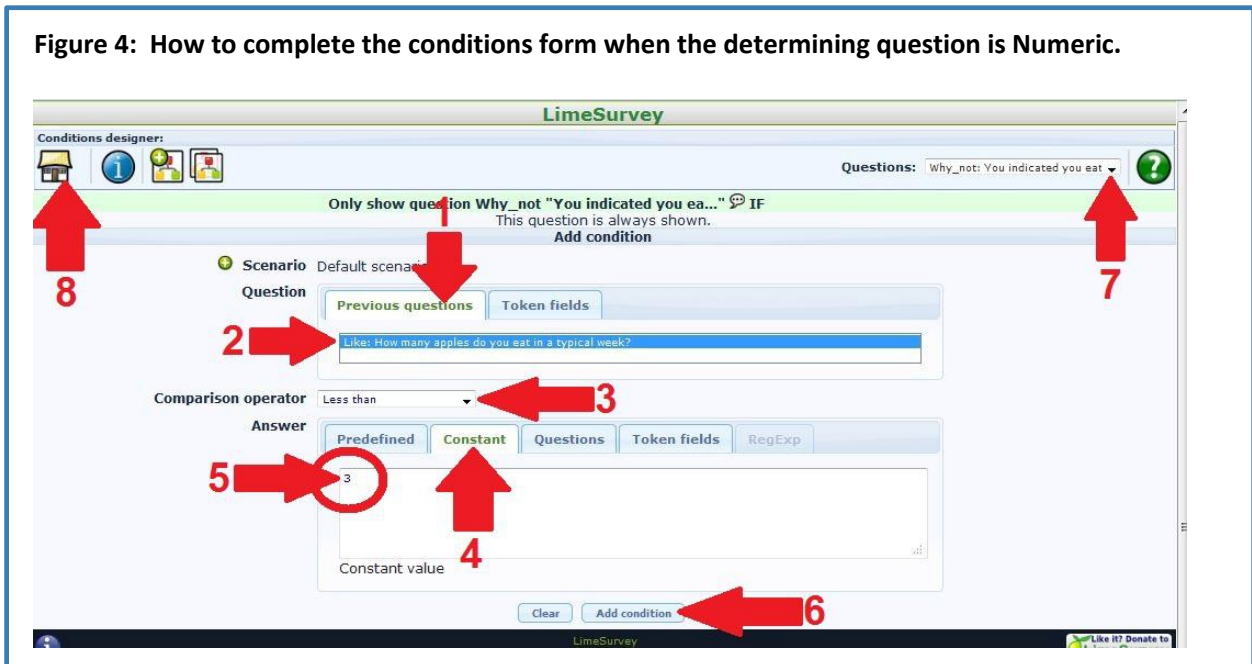 Figure 4: How to complete the conditions form when the determining question is Numeric.
LimeSurvey
Conditions designer:
Questions: Why_not: You indicated you eat
Only show question Why_not "You indicated you ea..." IF
1
This question is always shown.
Add condition
8
7
Scenario Default scenario
Question
Previous questions Token fields
2 Like: How many apples do you eat in a typical week?
Comparison operator Less than 3
Answer
Predefined Constant Questions Token fields RegExp
5 3
4
Constant value
Clear Add condition 6
LimeSurvey
Like it? Donate to